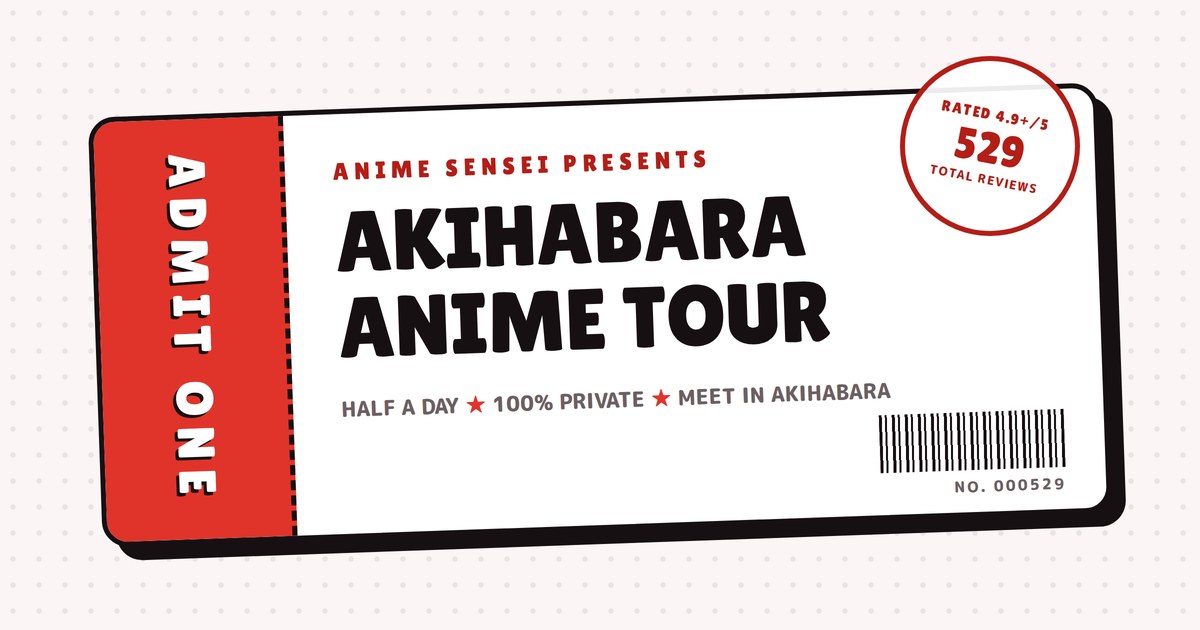 ADMIT ONE
ANIME SENSEI PRESENTS
AKIHABARA
ANIME TOUR
HALF A DAY ★ 100% PRIVATE ★ MEET IN AKIHABARA
RATED 4.9+/5
529
TOTAL REVIEWS
NO. 000529